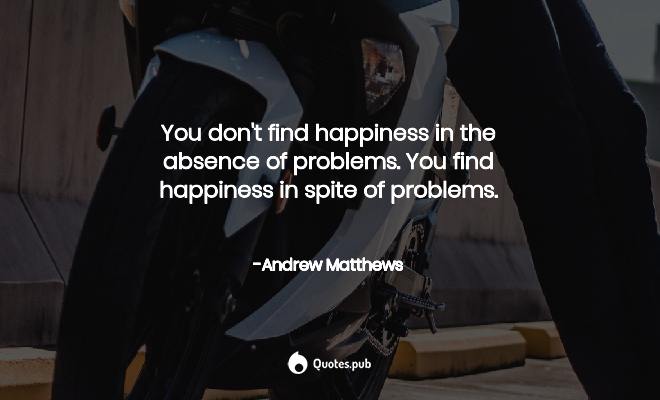 You don't find happiness in the
absence of problems. You find
happiness in spite of problems.
-Andrew Matthews
Quotes.pub